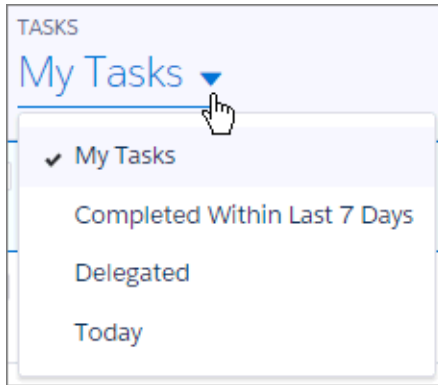 TASKS
My Tasks
My Tasks
Completed Within Last 7 Days
Delegated
Today